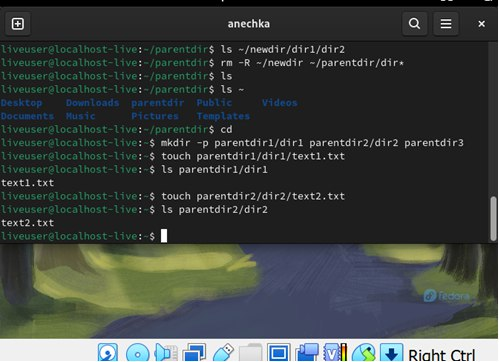 anechka
liveuser@localhost-live:~/parentdir$ ls ~/newdir/dir1/dir2
liveuser@localhost-live:~/parentdir$ rm -R ~/newdir ~/parentdir/dir*
liveuser@localhost-live:~/parentdir$ ls
liveuser@localhost-live:~/parentdir$ ls ~
Desktop    Downloads  parentdir  Public     Videos
Documents  Music      Pictures   Templates
liveuser@localhost-live:~/parentdir$ cd
liveuser@localhost-live:~$ mkdir -p parentdir1/dir1 parentdir2/dir2 parentdir3
liveuser@localhost-live:~$ touch parentdir1/dir1/text1.txt
liveuser@localhost-live:~$ ls parentdir1/dir1
text1.txt
liveuser@localhost-live:~$ touch parentdir2/dir2/text2.txt
liveuser@localhost-live:~$ ls parentdir2/dir2
text2.txt
liveuser@localhost-live:~$
fedora
Right Ctrl